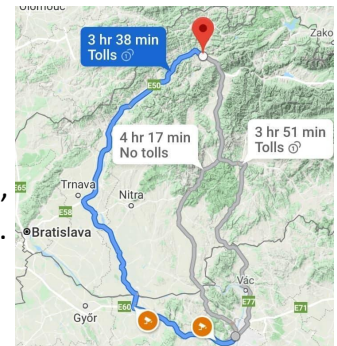 Olomouc
Zako
3 hr 38 min
Tolls
E50
4 hr 17 min
No tolls
3 hr 51 min
Tolls
Trnava
Nitra
E65
,
E58
.
Bratislava
Vác
E77
E60
E71
Győr